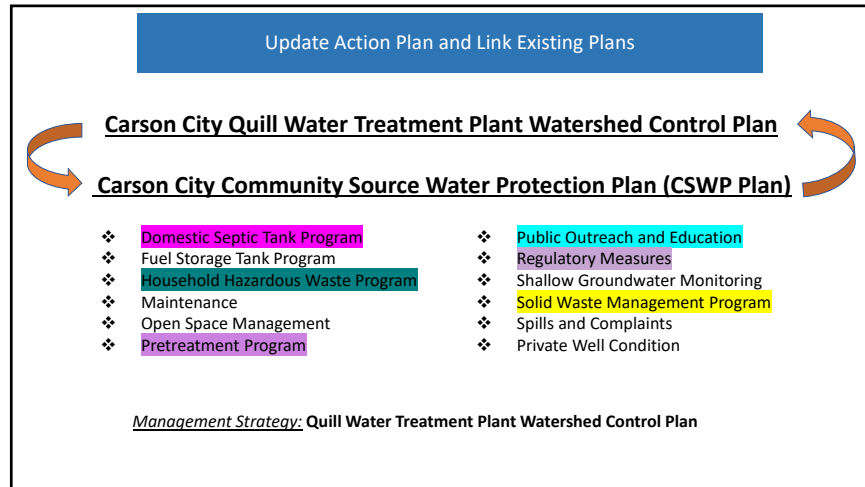 Update Action Plan and Link Existing Plans
Carson City Quill Water Treatment Plant Watershed Control Plan
Carson City Community Source Water Protection Plan (CSWP Plan)
❖ Domestic Septic Tank Program
❖ Fuel Storage Tank Program
❖ Household Hazardous Waste Program
❖ Maintenance
❖ Open Space Management
❖ Pretreatment Program
❖ Public Outreach and Education
❖ Regulatory Measures
❖ Shallow Groundwater Monitoring
❖ Solid Waste Management Program
❖ Spills and Complaints
❖ Private Well Condition
Management Strategy: Quill Water Treatment Plant Watershed Control Plan